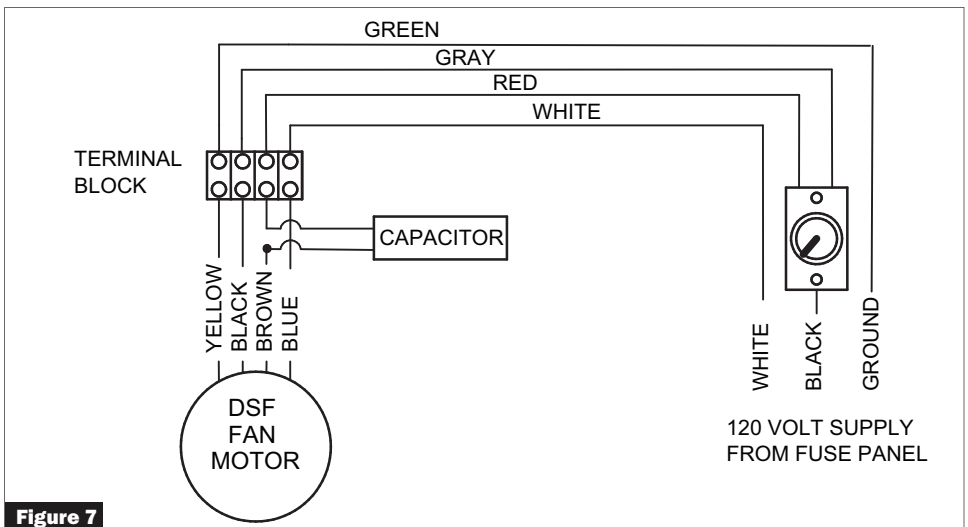 GREEN
GRAY
RED
WHITE
TERMINAL
BLOCK
CAPACITOR
YELLOW
BLACK
BROWN
BLUE
WHITE
BLACK
GROUND
DSF
FAN
MOTOR
120 VOLT SUPPLY
FROM FUSE PANEL
Figure 7